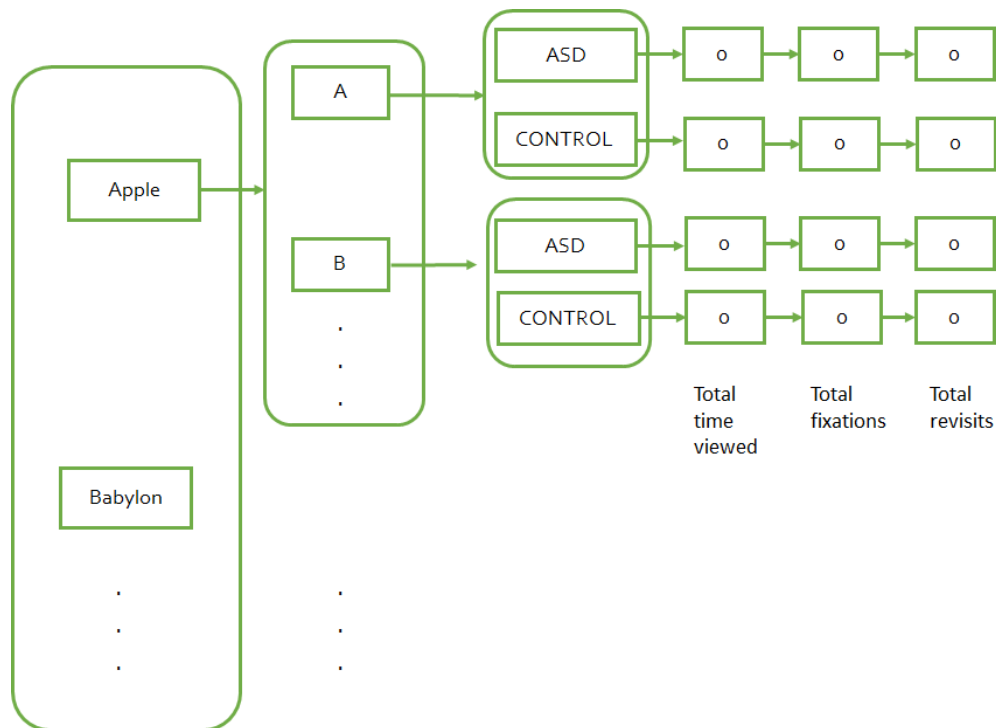 ASD
o
o
o
A
CONTROL
o
o
o
Apple
ASD
o
o
o
B
CONTROL
o
o
o
.
.
.
Total
time
viewed
Total
fixations
Total
revisits
Babylon
.
.
.
.
.
.